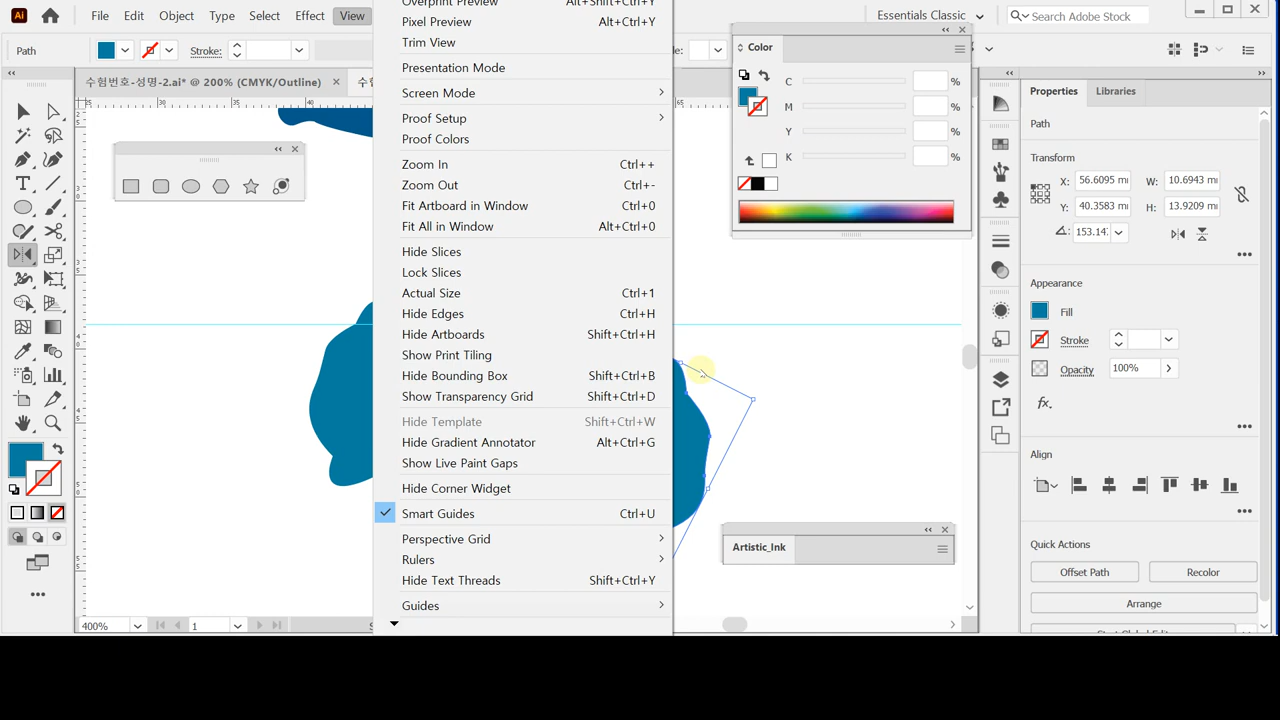 Ai
File Edit Object Type Select Effect View
Essentials Classic
Search Adobe Stock
Path
Stroke:
수험번호-성명-2.ai* @ 200% (CMYK/Outline) ×
Overprint Preview Alt+Shift+Ctrl+Y
Pixel Preview Alt+Ctrl+Y
Trim View
Presentation Mode
Screen Mode
Proof Setup
Proof Colors
Zoom In Ctrl++
Zoom Out Ctrl+-
Fit Artboard in Window Ctrl+0
Fit All in Window Alt+Ctrl+0
Hide Slices
Lock Slices
Actual Size Ctrl+1
Hide Edges Ctrl+H
Hide Artboards Shift+Ctrl+H
Show Print Tiling
Hide Bounding Box Shift+Ctrl+B
Show Transparency Grid Shift+Ctrl+D
Hide Template Shift+Ctrl+W
Hide Gradient Annotator Alt+Ctrl+G
Show Live Paint Gaps
Hide Corner Widget
Smart Guides Ctrl+U
Perspective Grid
Rulers
Hide Text Threads Shift+Ctrl+Y
Guides
Color
C %
M %
Y %
K %
Artistic_Ink
Properties Libraries
Path
Transform
X: 56.6095 mm W: 10.6943 mm
Y: 40.3583 mm H: 13.9209 mm
153.14
Appearance
Fill
Stroke
Opacity 100%
fx.
Align
Quick Actions
Offset Path Recolor
Arrange
Start Global Edit
400% 1